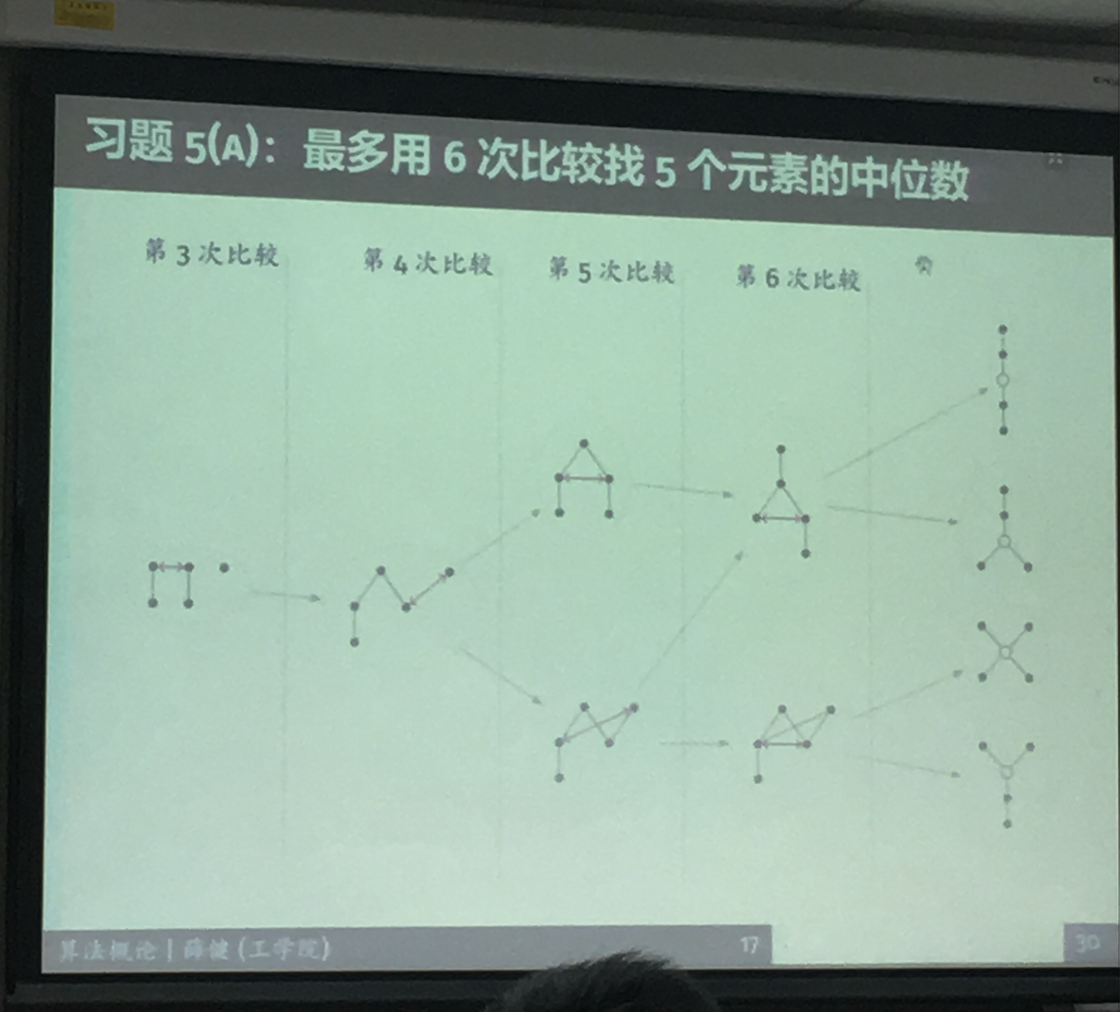 习题 5(A)：最多用 6 次比较找 5 个元素的中位数
第 3 次比较
第 4 次比较
第 5 次比较
第 6 次比较
算法概论 | 薛健 (工学院)
17
30